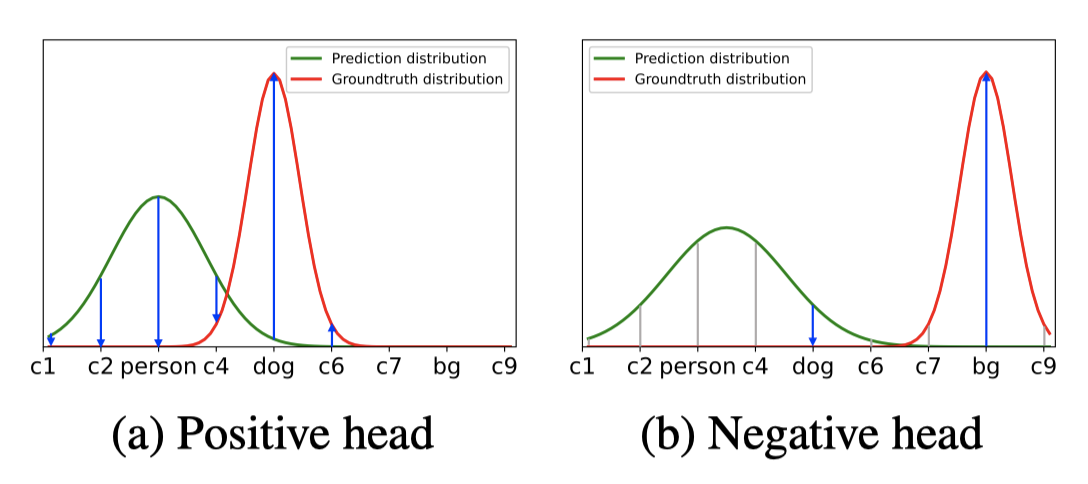 Prediction distribution
Groundtruth distribution
c1 c2 person c4 dog c6 c7 bg c9
(a) Positive head
Prediction distribution
Groundtruth distribution
c1 c2 person c4 dog c6 c7 bg c9
(b) Negative head